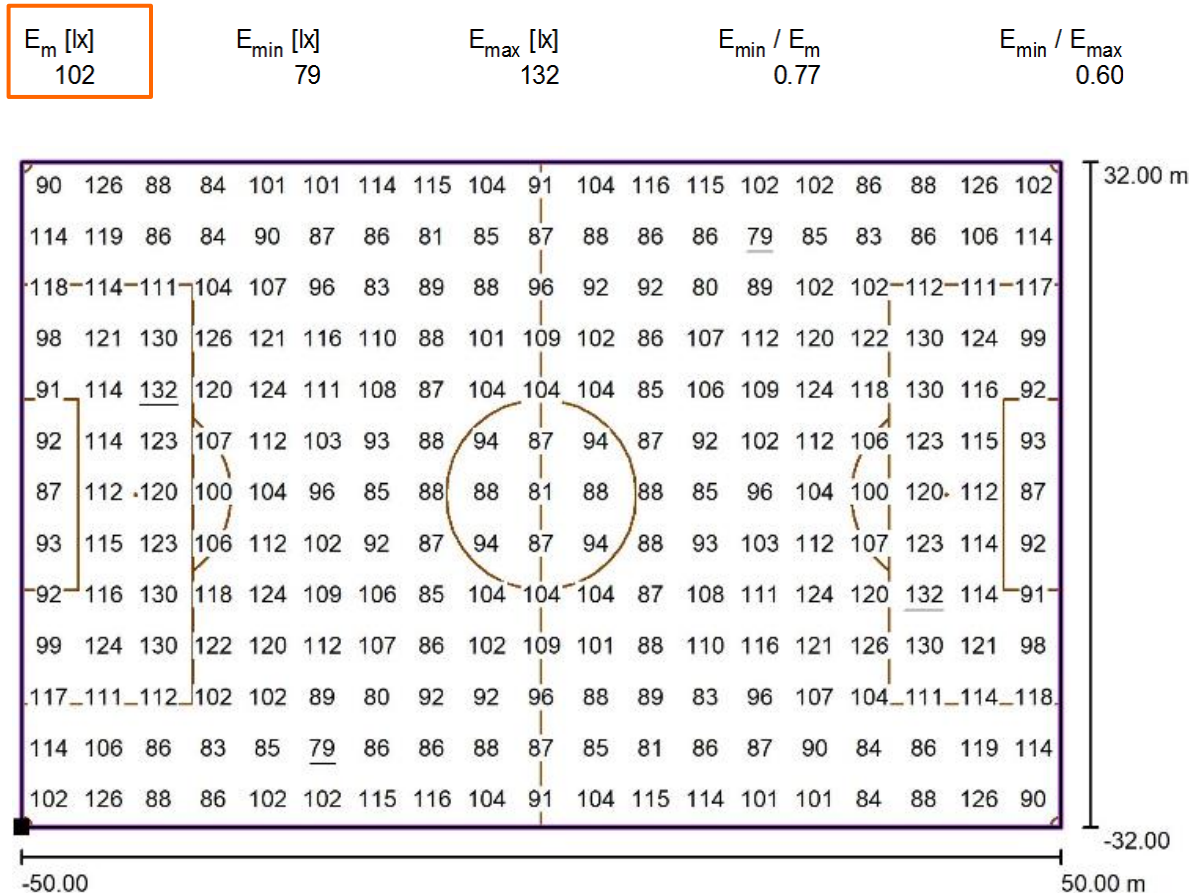 Em [lx] Emin [lx] Emax [lx] Emin / Em Emin / Emax
102 79 132 0.77 0.60
90 126 88 84 101 101 114 115 104 91 104 116 115 102 102 86 88 126 102
32.00 m
114 119 86 84 90 87 86 81 85 87 88 86 86 79 85 83 86 106 114
118 114 111 104 107 96 83 89 88 96 92 92 80 89 102 102 112 111 117
98 121 130 126 121 116 110 88 101 109 102 86 107 112 120 122 130 124 99
91 114 132 120 124 111 108 87 104 104 104 85 106 109 124 118 130 116 92
92 114 123 107 112 103 93 88 94 87 94 87 92 102 112 106 123 115 93
87 112 120 100 104 96 85 88 88 81 88 88 85 96 104 100 120 112 87
93 115 123 106 112 102 92 87 94 87 94 88 93 103 112 107 123 114 92
92 116 130 118 124 109 106 85 104 104 104 87 108 111 124 120 132 114 91
99 124 130 122 120 112 107 86 102 109 101 88 110 116 121 126 130 121 98
117 111 112 102 102 89 80 92 92 96 88 89 83 96 107 104 111 114 118
114 106 86 83 85 79 86 86 88 87 85 81 86 87 90 84 86 119 114
102 126 88 86 102 102 115 116 104 91 104 115 114 101 101 84 88 126 90
-32.00
-50.00 50.00 m